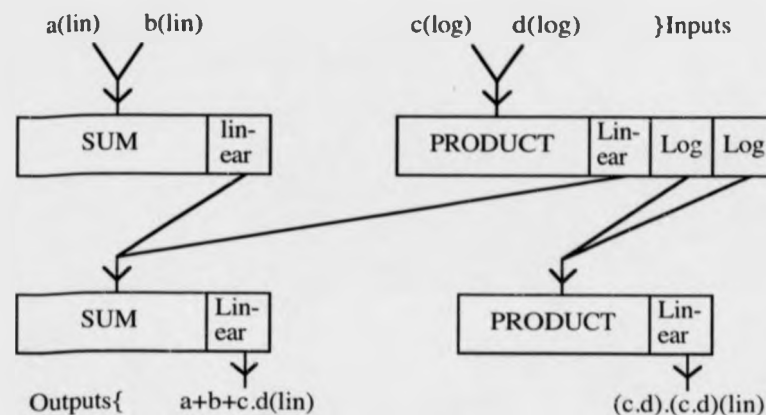 a(lin) b(lin) c(log) d(log) }Inputs
SUM
lin-
ear
PRODUCT
Lin-
ear
Log
Log
SUM
Lin-
ear
PRODUCT
Lin-
ear
Outputs{ a+b+c.d(lin) (c.d).(c.d)(lin)